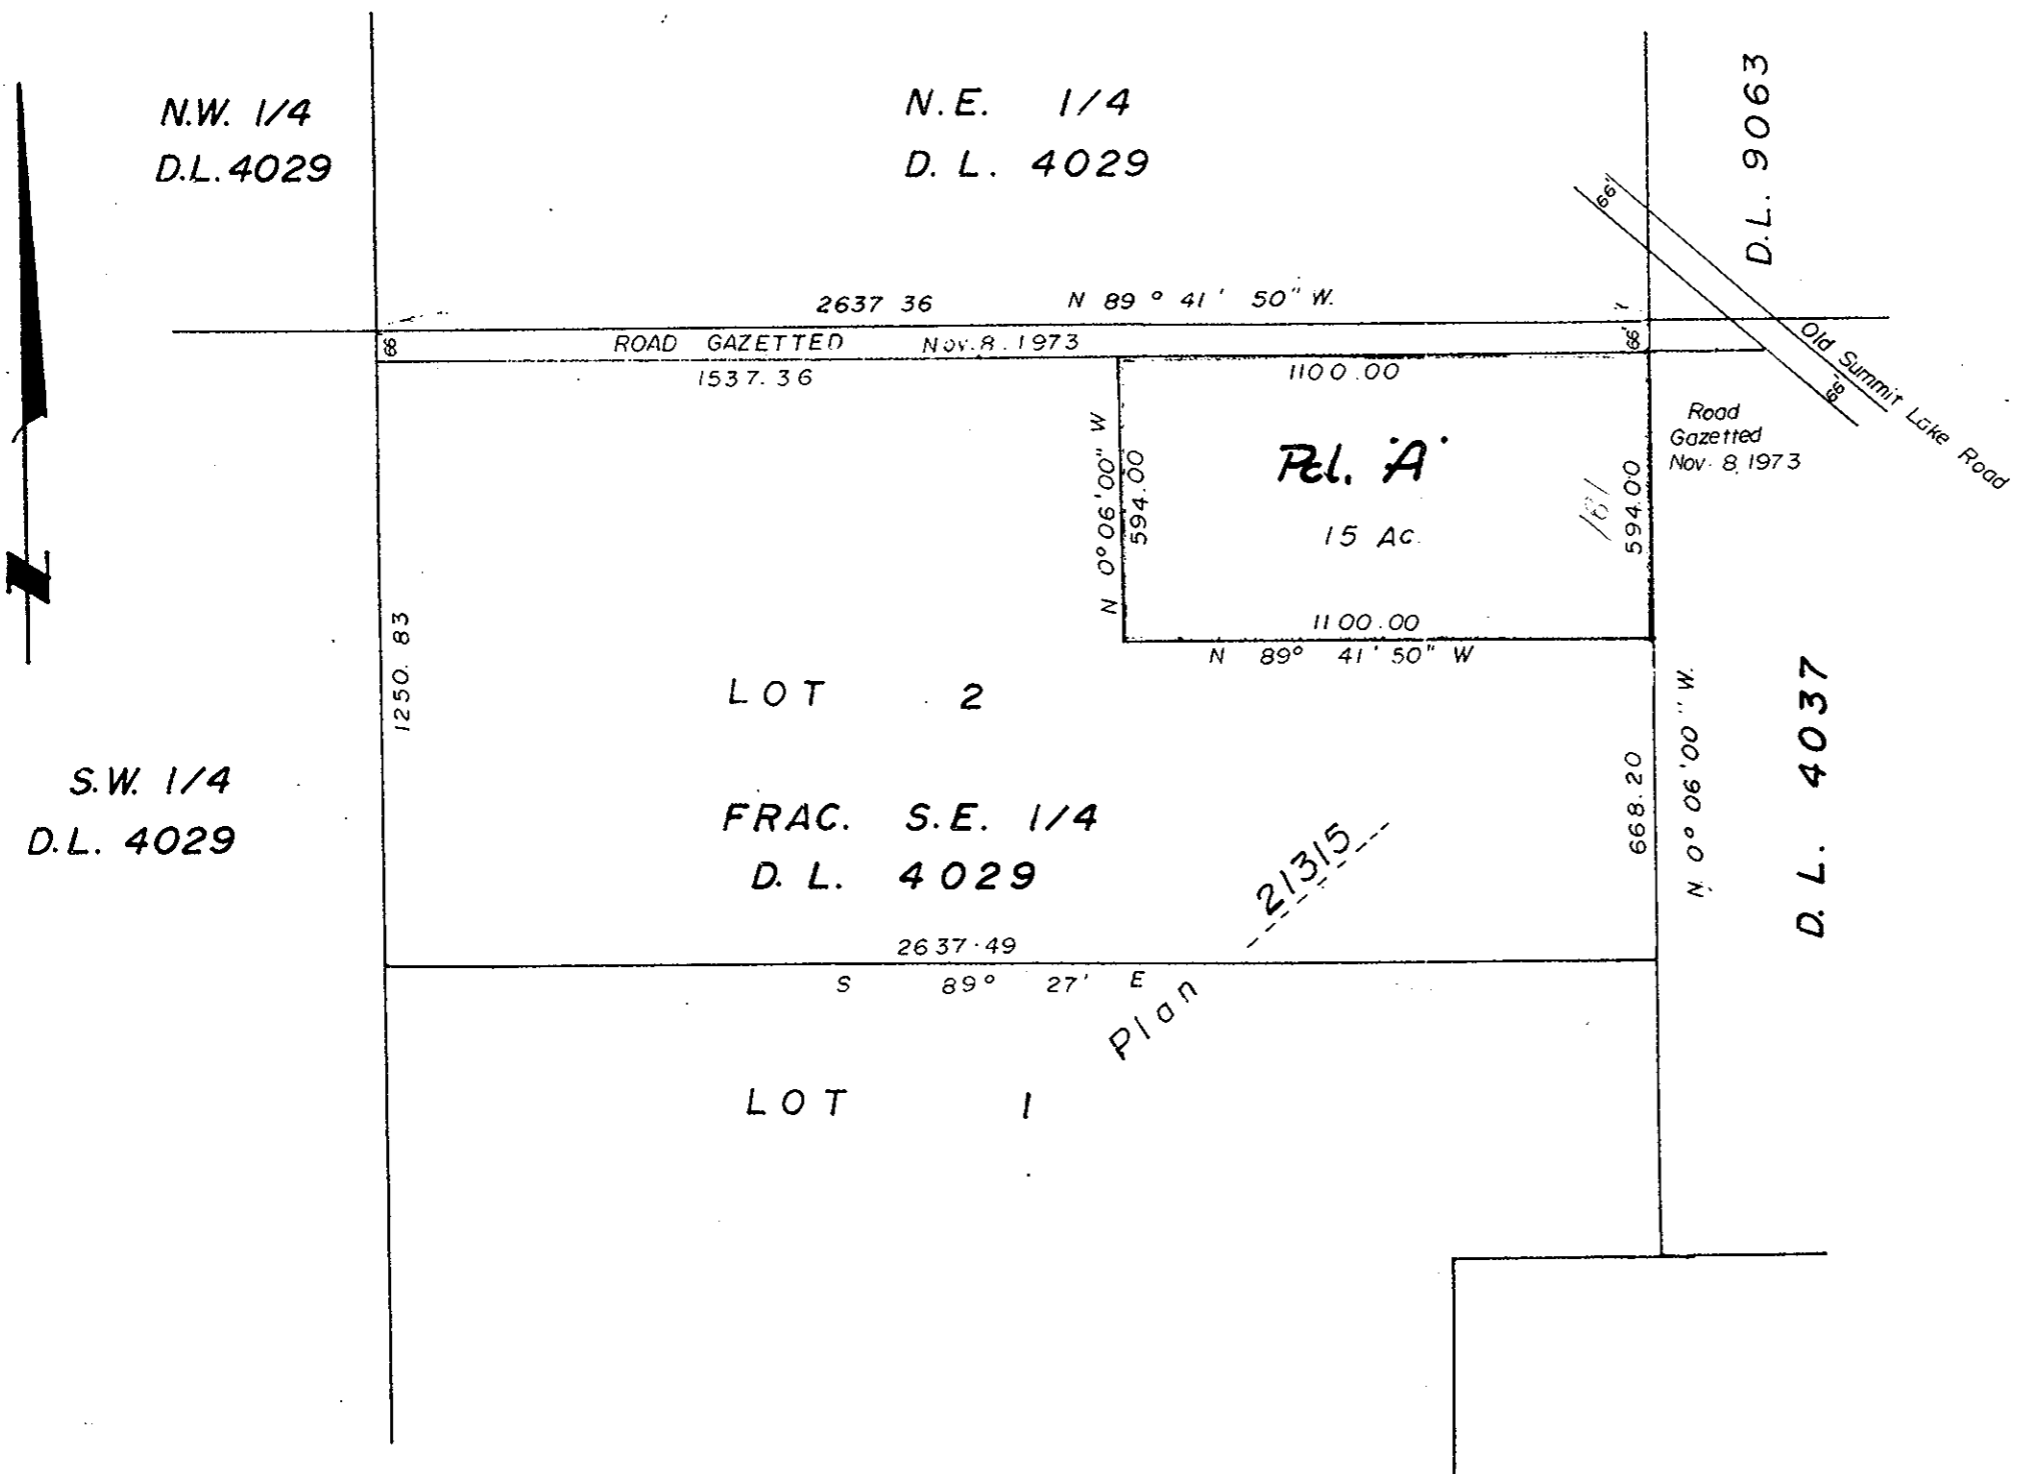 N.W. 1/4
D.L. 4029
N.E. 1/4
D. L. 4029
D.L. 9063
66'
2637 36 N 89° 41' 50" W.
66
ROAD GAZETTED Nov. 8. 1973
66'
Old Summit Lake Road
66'
1537.36
1100.00
Road
Gazetted
Nov. 8, 1973
N 0° 06' 00" W
594.00
Pcl. 'A'
15 Ac.
594.00
1100.00
N 89° 41' 50" W
1250.83
LOT 2
S.W. 1/4
D.L. 4029
FRAC. S.E. 1/4
D. L. 4029
668.20
N 0° 06' 00" W.
D. L. 4037
Plan 21315
2637.49
S 89° 27' E
LOT 1
N